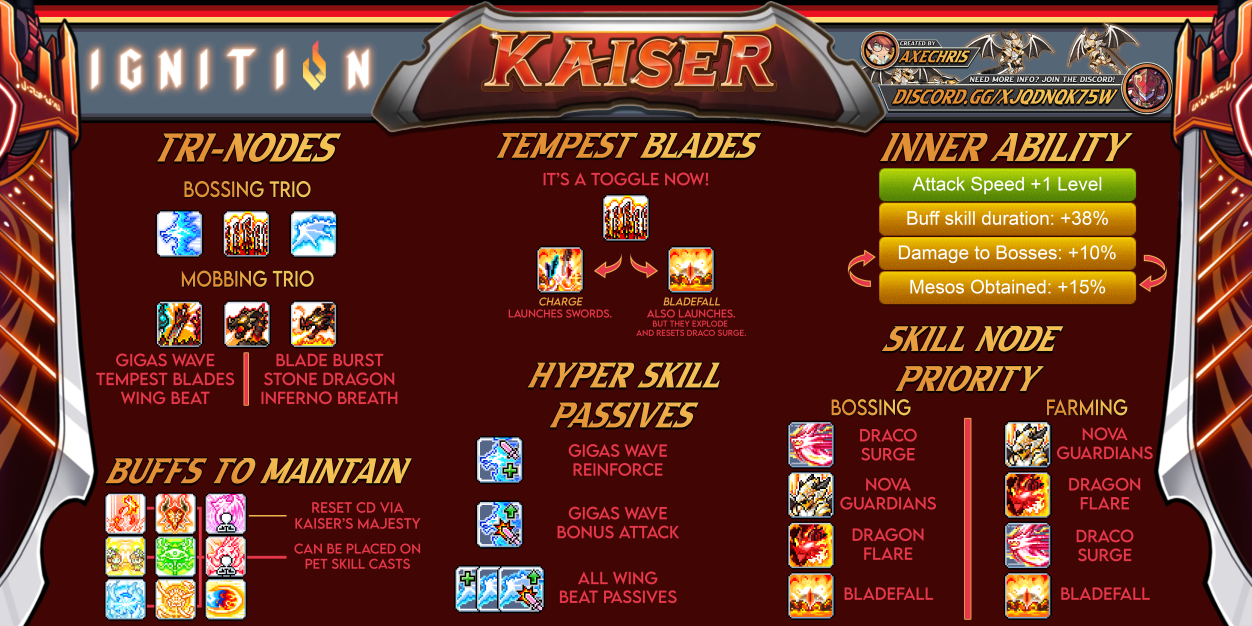 IGNITION
KAISER
CREATED BY
AXECHRIS
NEED MORE INFO? JOIN THE DISCORD!
DISCORD.GG/XJQDNQK75W
TRI-NODES
BOSSING TRIO
MOBBING TRIO
GIGAS WAVE
TEMPEST BLADES
WING BEAT
BLADE BURST
STONE DRAGON
INFERNO BREATH
BUFFS TO MAINTAIN
RESET CD VIA
KAISER'S MAJESTY
CAN BE PLACED ON
PET SKILL CASTS
TEMPEST BLADES
IT'S A TOGGLE NOW!
CHARGE
LAUNCHES SWORDS.
BLADEFALL
ALSO LAUNCHES.
BUT THEY EXPLODE
AND RESETS DRACO SURGE.
HYPER SKILL
PASSIVES
GIGAS WAVE
REINFORCE
GIGAS WAVE
BONUS ATTACK
ALL WING
BEAT PASSIVES
INNER ABILITY
Attack Speed +1 Level
Buff skill duration: +38%
Damage to Bosses: +10%
Mesos Obtained: +15%
SKILL NODE
PRIORITY
BOSSING
DRACO
SURGE
NOVA
GUARDIANS
DRAGON
FLARE
BLADEFALL
FARMING
NOVA
GUARDIANS
DRAGON
FLARE
DRACO
SURGE
BLADEFALL